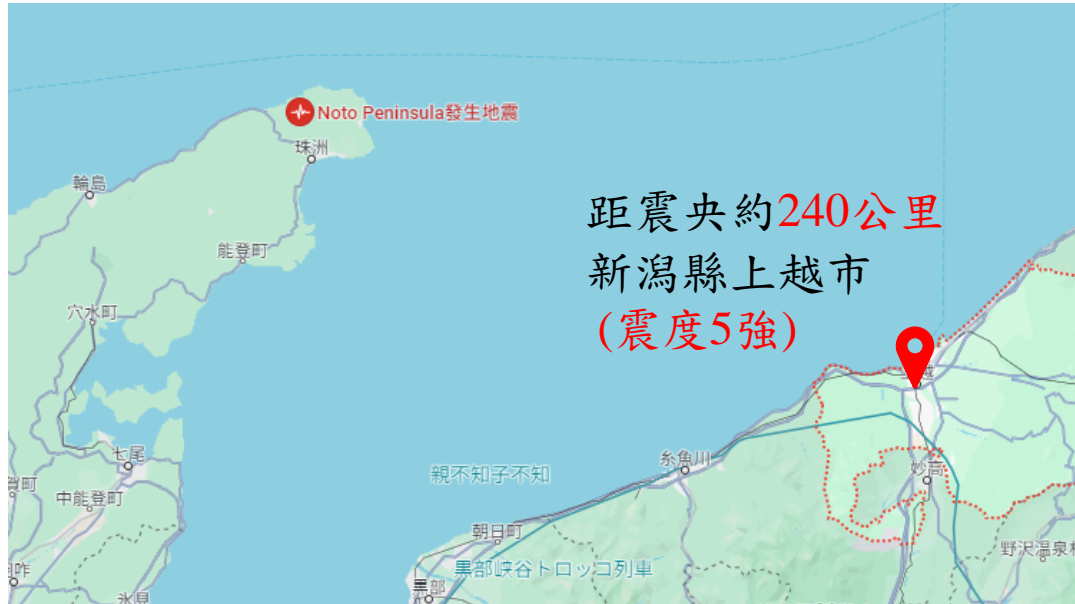 Noto Peninsula發生地震
珠洲
輪島
距震央約240公里
新潟縣上越市
(震度5強)
能登町
穴水町
七尾
中能登町
親不知子不知
糸魚川
妙高
朝日町
黒部峡谷トロッコ列車
黒部
野沢温泉
氷見